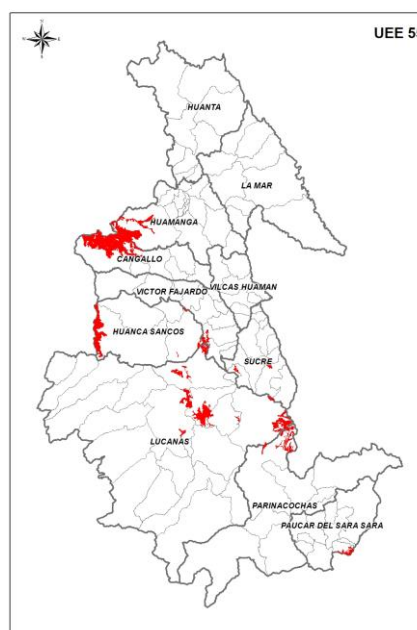 UEE 5
HUANTA
LA MAR
HUAMANGA
CANGALLO
VICTOR FAJARDO
VILCAS HUAMAN
HUANCA SANCOS
SUCRE
LUCANAS
PARINACOCHAS
PAUCAR DEL SARA SARA